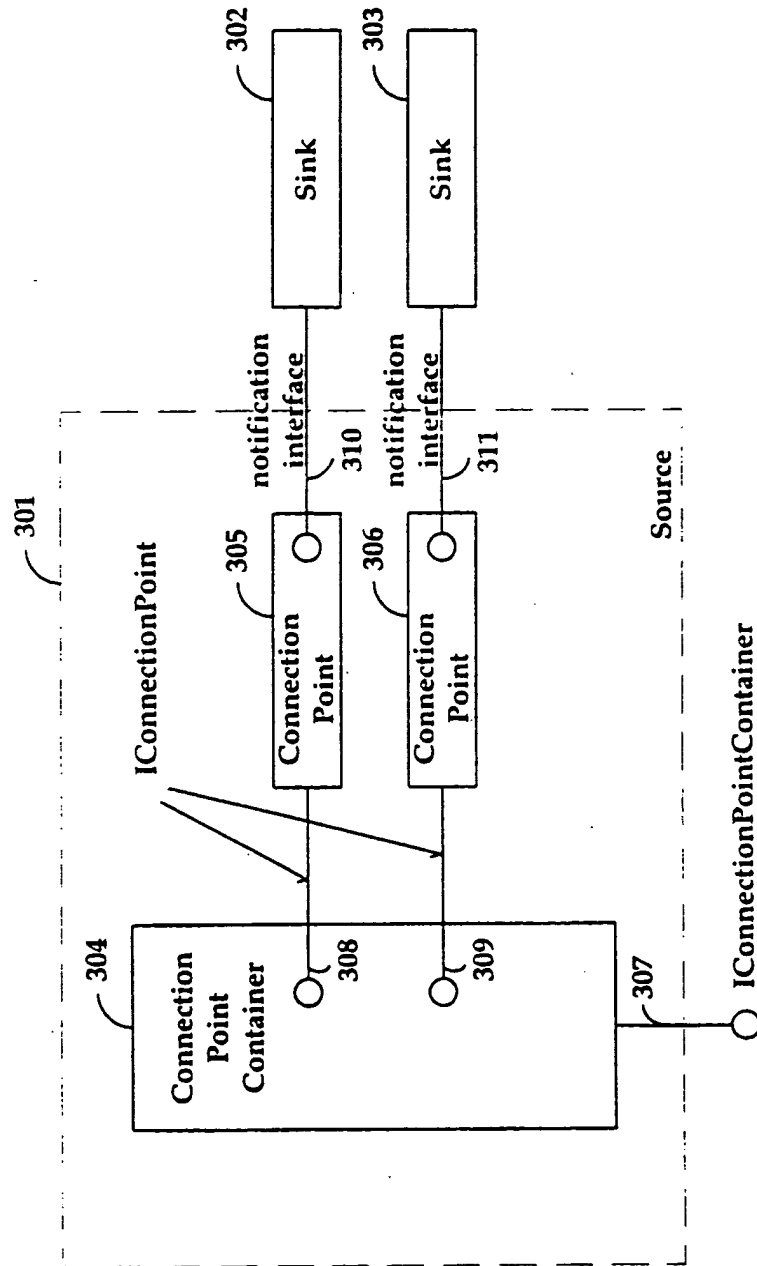 301
IConnectionPoint
304
Connection
Point
Container
308
309
305
Connection
Point
306
Connection
Point
notification
interface
310
notification
interface
311
302
Sink
303
Sink
Source
307
IConnectionPointContainer